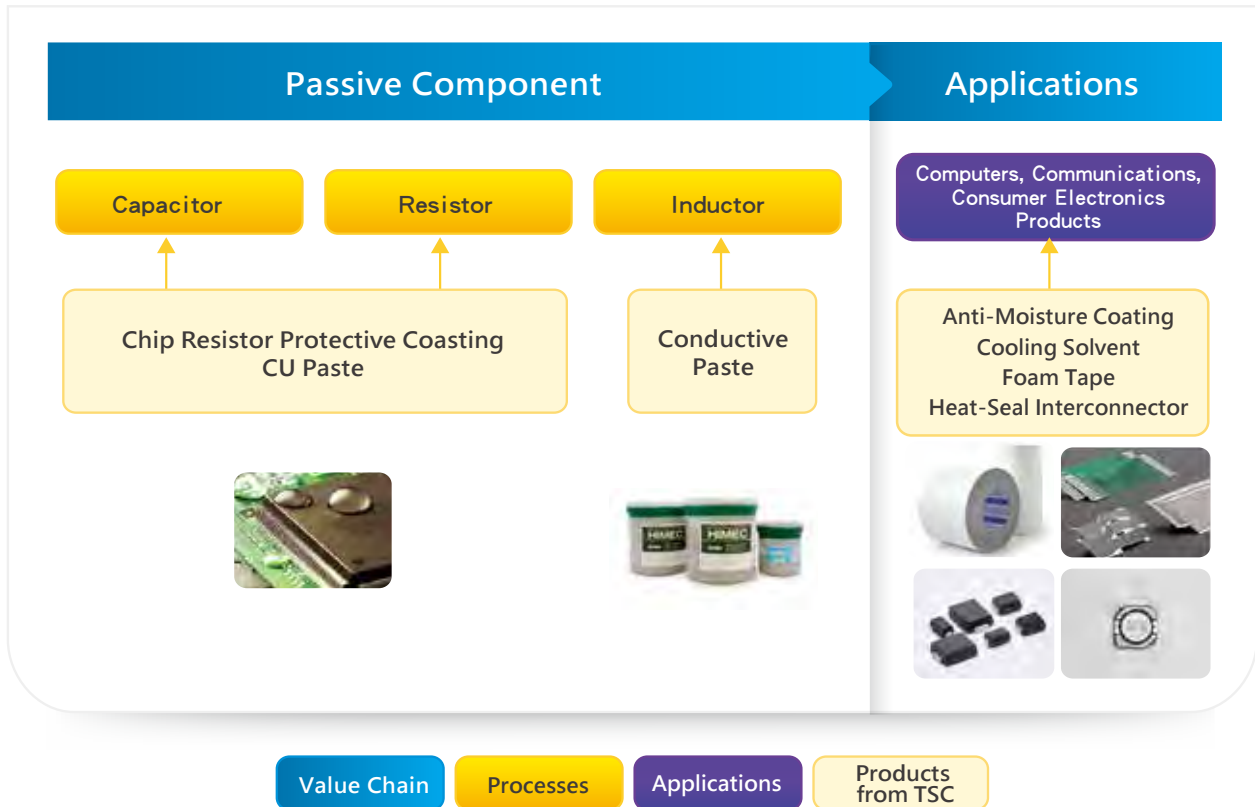 Passive Component
Applications
Capacitor
Resistor
Inductor
Computers, Communications,
Consumer Electronics
Products
Chip Resistor Protective Coasting
CU Paste
Conductive
Paste
Anti-Moisture Coating
Cooling Solvent
Foam Tape
Heat-Seal Interconnector
HIMEC
HIMEC
Value Chain
Processes
Applications
Products
from TSC